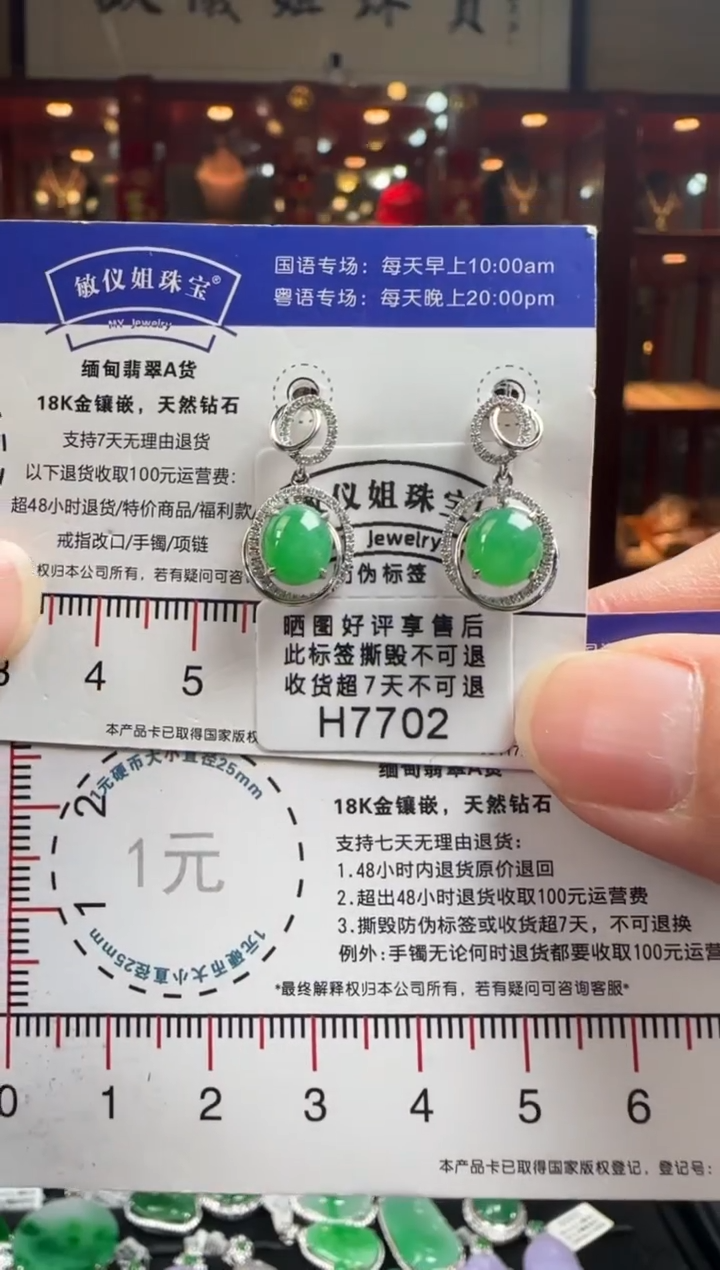 敏仪姐珠宝®
MY Jewelry
国语专场：每天早上10:00am
粤语专场：每天晚上20:00pm
缅甸翡翠A货
18K金镶嵌，天然钻石
支持7天无理由退货
以下退货收取100元运营费：
超48小时退货/特价商品/福利款
戒指改口/手镯/项链
权归本公司所有，若有疑问可咨
4
5
本产品卡已取得国家版权
仪姐珠宝
Jewelry
伪标签
晒图好评享售后
此标签撕毁不可退
收货超7天不可退
H7702
1元硬币大小直径25mm
1元
1元硬币大小直径25mm
2
1
缅甸翡翠A货
18K金镶嵌，天然钻石
支持七天无理由退货：
1.48小时内退货原价退回
2.超出48小时退货收取100元运营费
3.撕毁防伪标签或收货超7天，不可退换
例外:手镯无论何时退货都要收取100元运营
*最终解释权归本公司所有，若有疑问可咨询客服*
0 1 2 3 4 5 6
本产品卡已取得国家版权登记，登记号：